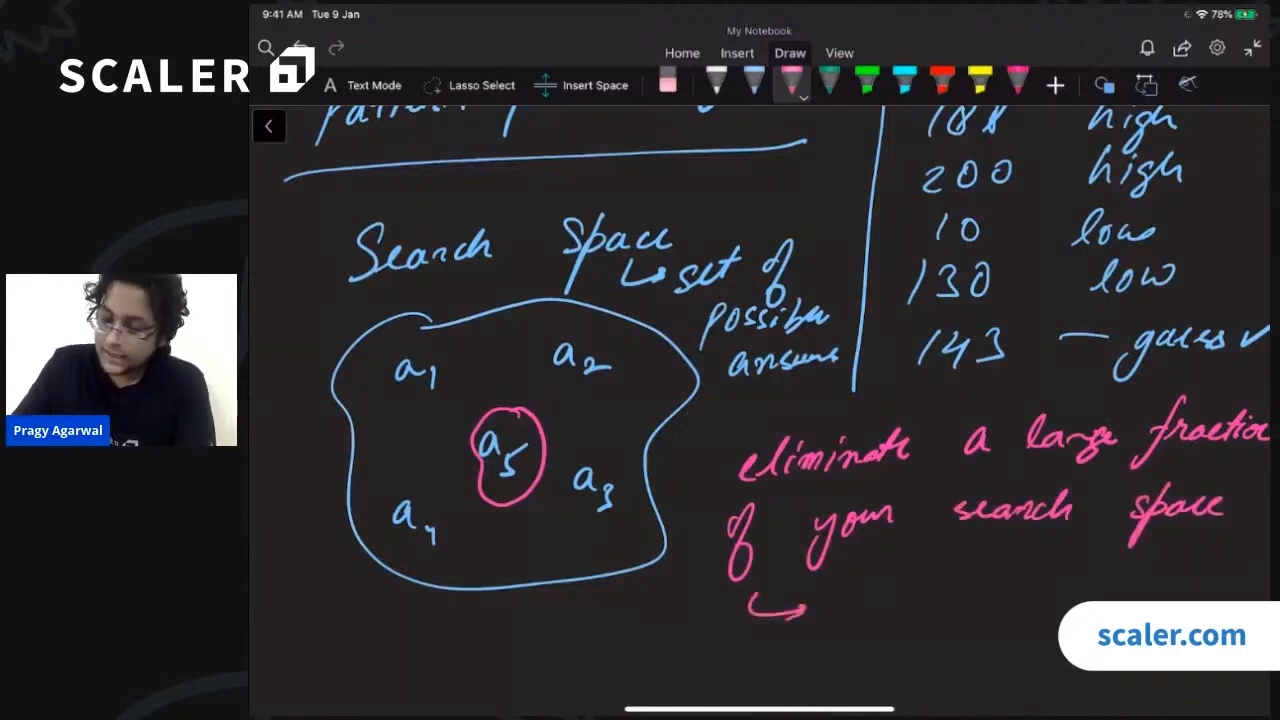 9:41 AM Tue 9 Jan
78%
My Notebook
SCALER
Home Insert Draw View
Text Mode Lasso Select Insert Space
188 high
200 high
Search Space
10 low
↳ set of
possible
answers
130 low
143 — guess ✓
a1 a2
a5
a3
a4
eliminate a large fraction
of your search space
Pragy Agarwal
scaler.com